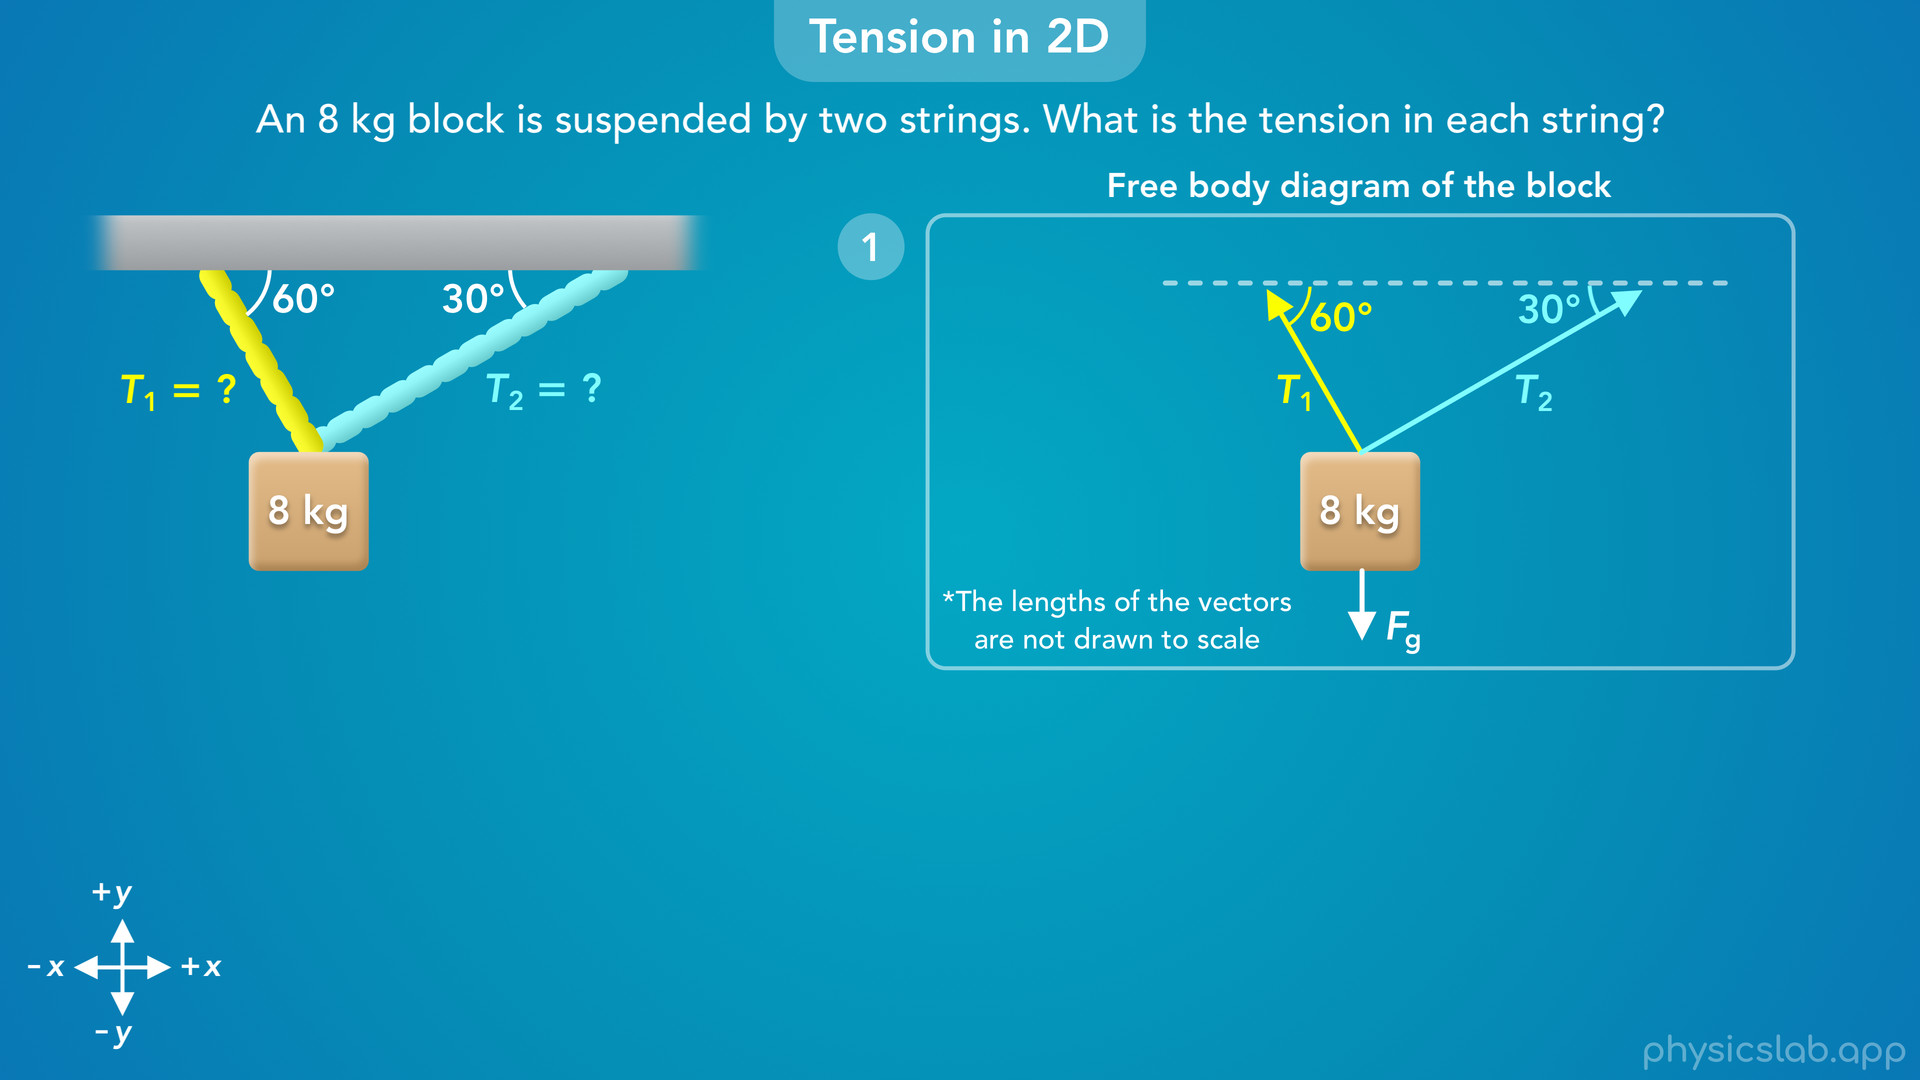 Tension in 2D
An 8 kg block is suspended by two strings. What is the tension in each string?
Free body diagram of the block
1
60°
30°
T₁ = ?
T₂ = ?
8 kg
60°
30°
T₁
T₂
8 kg
*The lengths of the vectors
are not drawn to scale
Fg
+y
-x
+x
-y
physicslab.app